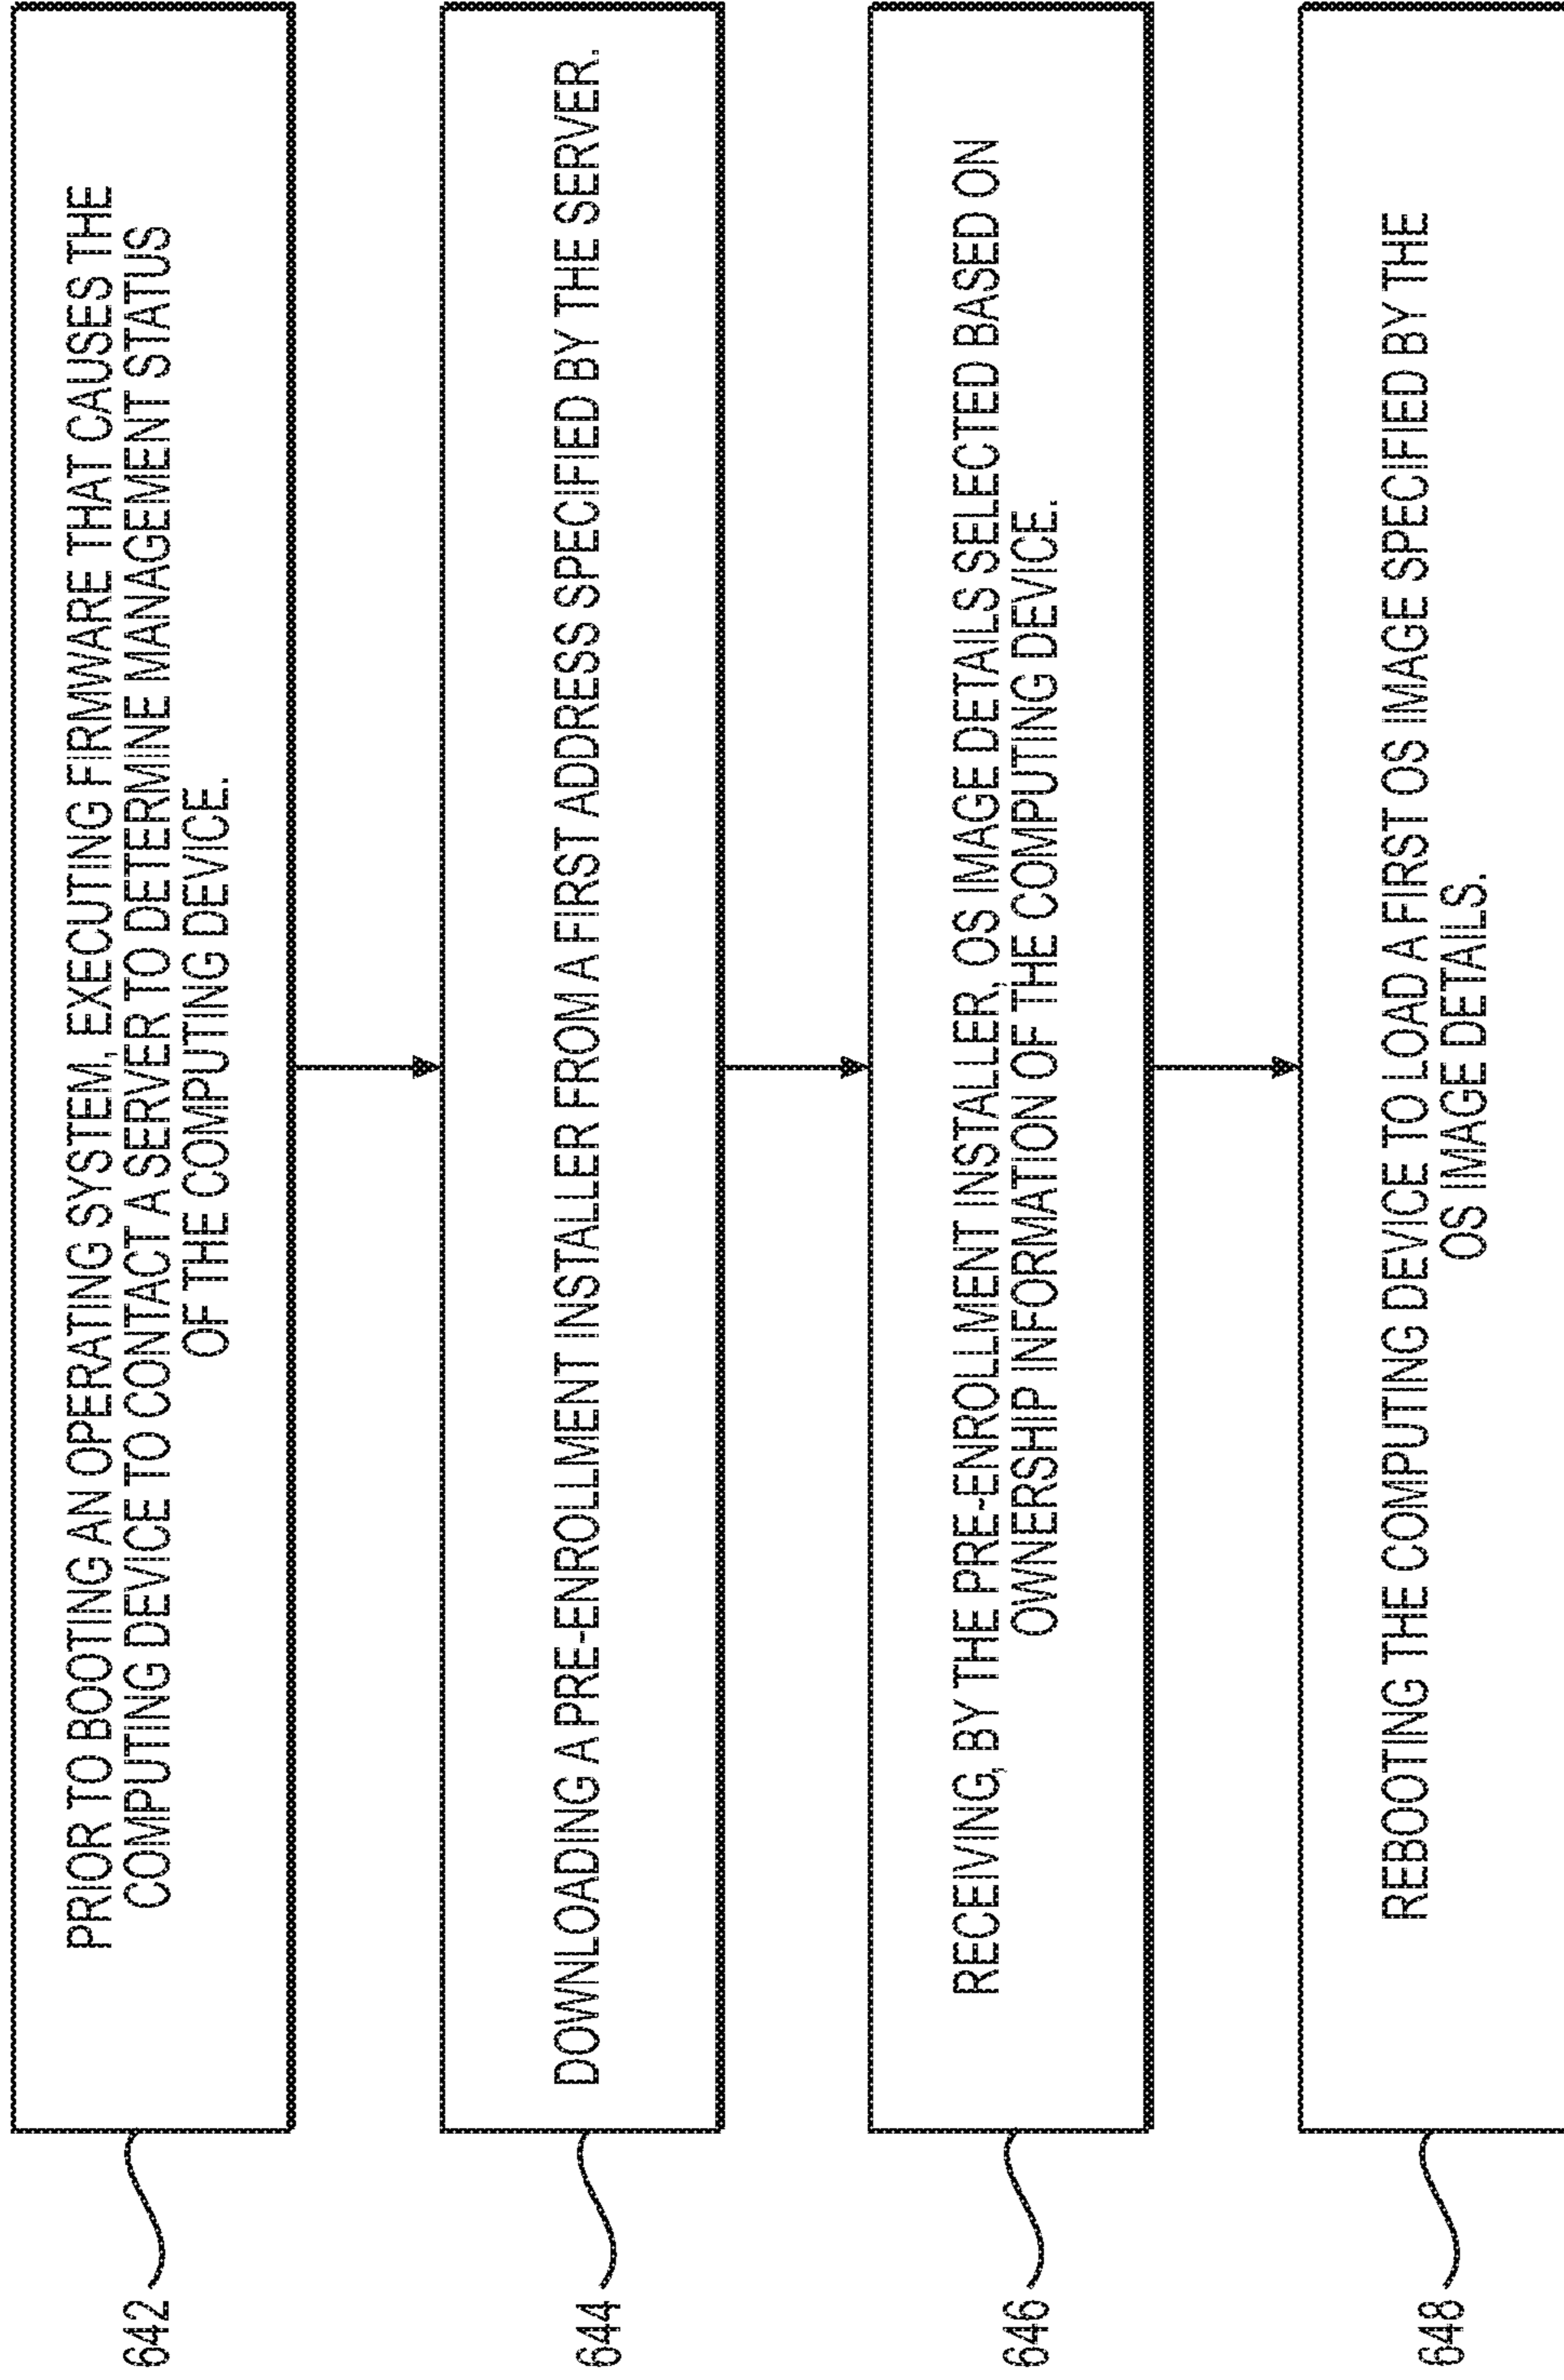 642
PRIOR TO BOOTING AN OPERATING SYSTEM, EXECUTING FIRMWARE THAT CAUSES THE
COMPUTING DEVICE TO CONTACT A SERVER TO DETERMINE MANAGEMENT STATUS
OF THE COMPUTING DEVICE.
644
DOWNLOADING A PRE-ENROLLMENT INSTALLER FROM A FIRST ADDRESS SPECIFIED BY THE SERVER.
646
RECEIVING, BY THE PRE-ENROLLMENT INSTALLER, OS IMAGE DETAILS SELECTED BASED ON
OWNERSHIP INFORMATION OF THE COMPUTING DEVICE.
648
REBOOTING THE COMPUTING DEVICE TO LOAD A FIRST OS IMAGE SPECIFIED BY THE
OS IMAGE DETAILS.